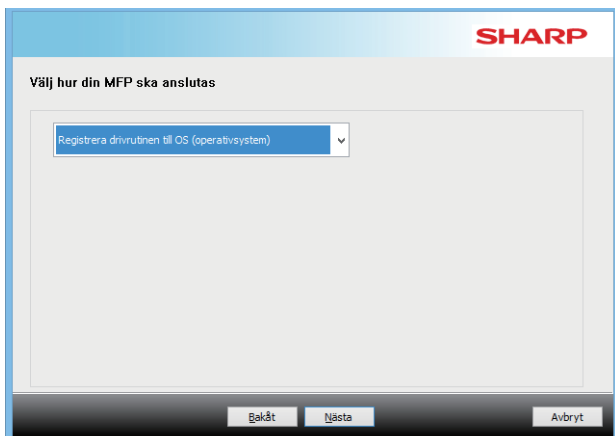 SHARP
Välj hur din MFP ska anslutas
Registrera drivrutinen till OS (operativsystem)
Bakåt
Nästa
Avbryt